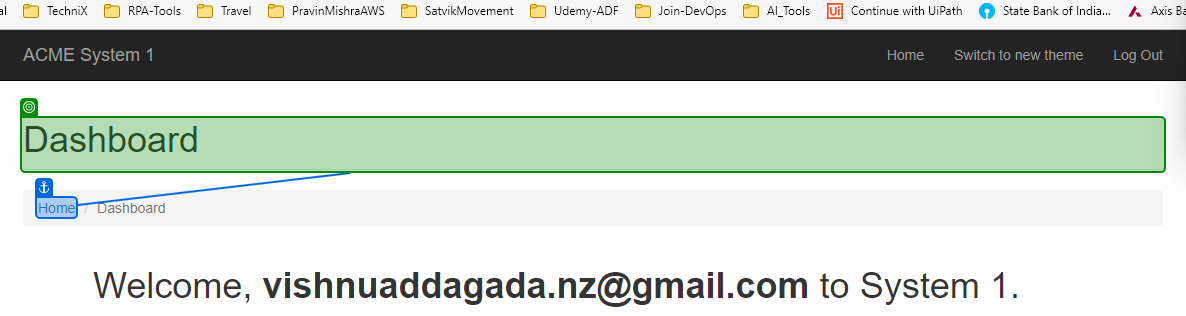 al TechniX RPA-Tools Travel PravinMishraAWS SatvikMovement Udemy-ADF Join-DevOps AI_Tools Ui Continue with UiPath State Bank of India... Axis Ba
ACME System 1 Home Switch to new theme Log Out
Dashboard
Home / Dashboard
Welcome, vishnuaddagada.nz@gmail.com to System 1.